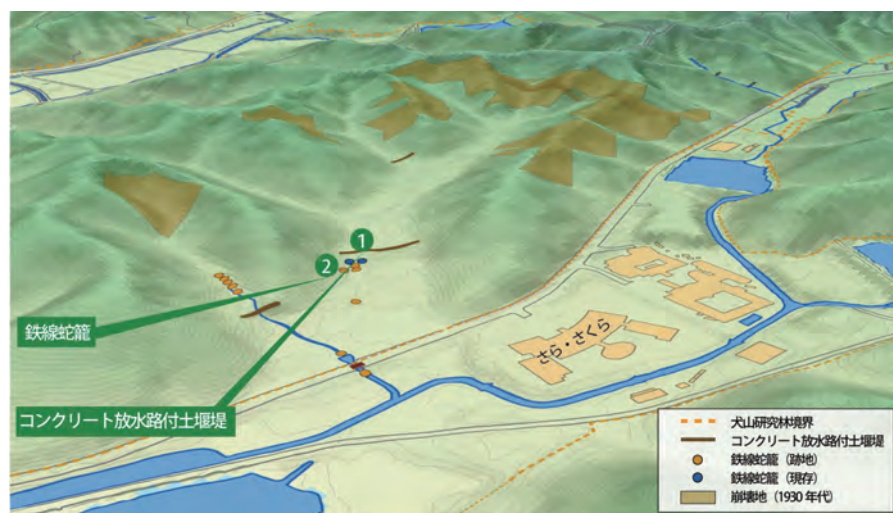 1
2
鉄線蛇籠
さら・さくら
コンクリート放水路付土堰堤
犬山研究林境界
コンクリート放水路付土堰堤
鉄線蛇籠（跡地）
鉄線蛇籠（現存）
崩壊地（1930 年代）